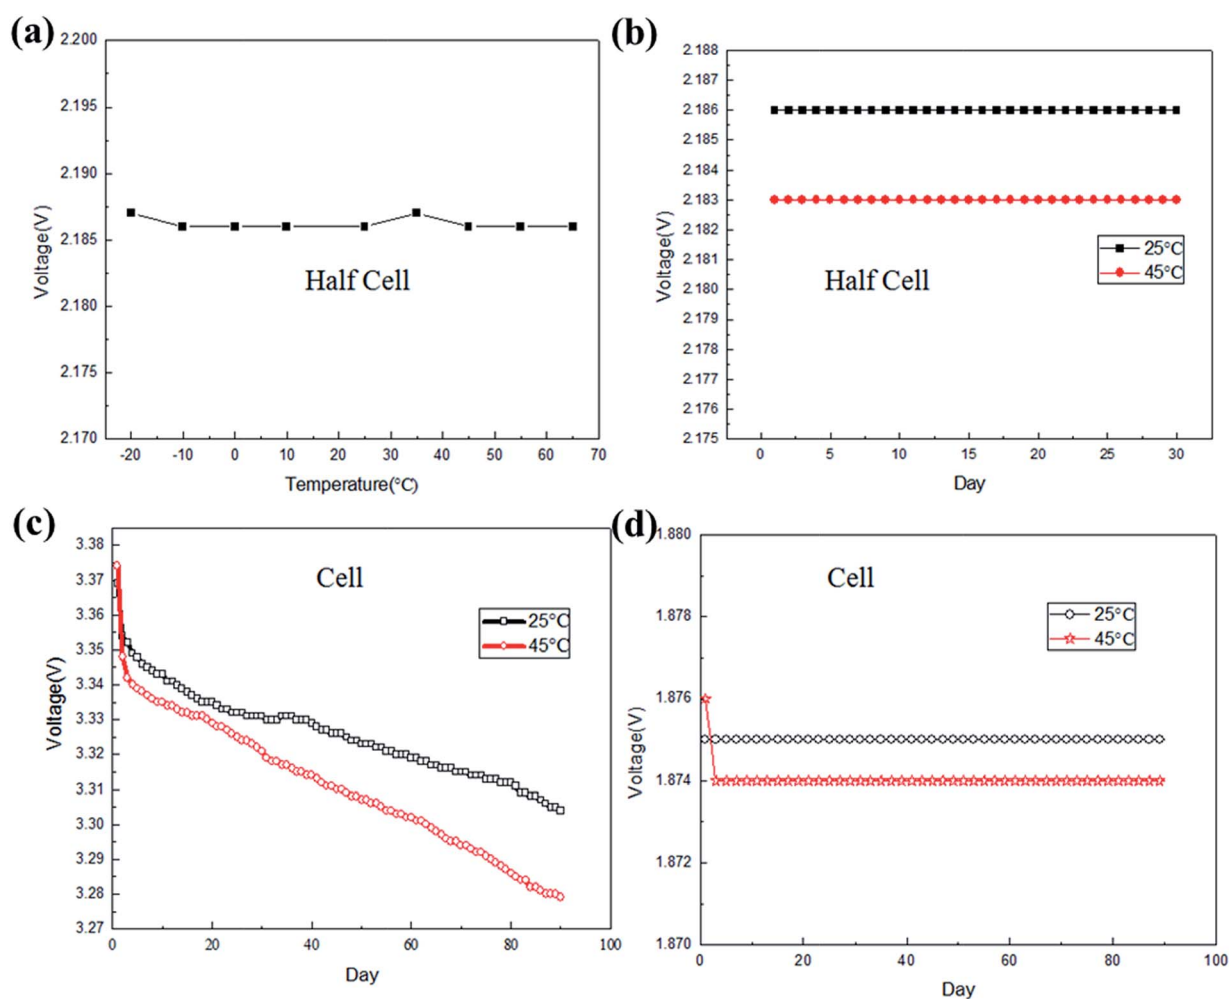 (a)
2.200
2.195
2.190
2.185
2.180
2.175
2.170
Voltage(V)
Half Cell
-20 -10 0 10 20 30 40 50 60 70
Temperature(°C)
(b)
2.188
2.187
2.186
2.185
2.184
2.183
2.182
2.181
2.180
2.179
2.178
2.177
2.176
2.175
Voltage(V)
25°C
45°C
Half Cell
0 5 10 15 20 25 30
Day
(c)
3.38
3.37
3.36
3.35
3.34
3.33
3.32
3.31
3.30
3.29
3.28
3.27
Voltage(V)
Cell
25°C
45°C
0 20 40 60 80 100
Day
(d)
1.880
1.878
1.876
1.874
1.872
1.870
Voltage(V)
Cell
25°C
45°C
0 20 40 60 80 100
Day